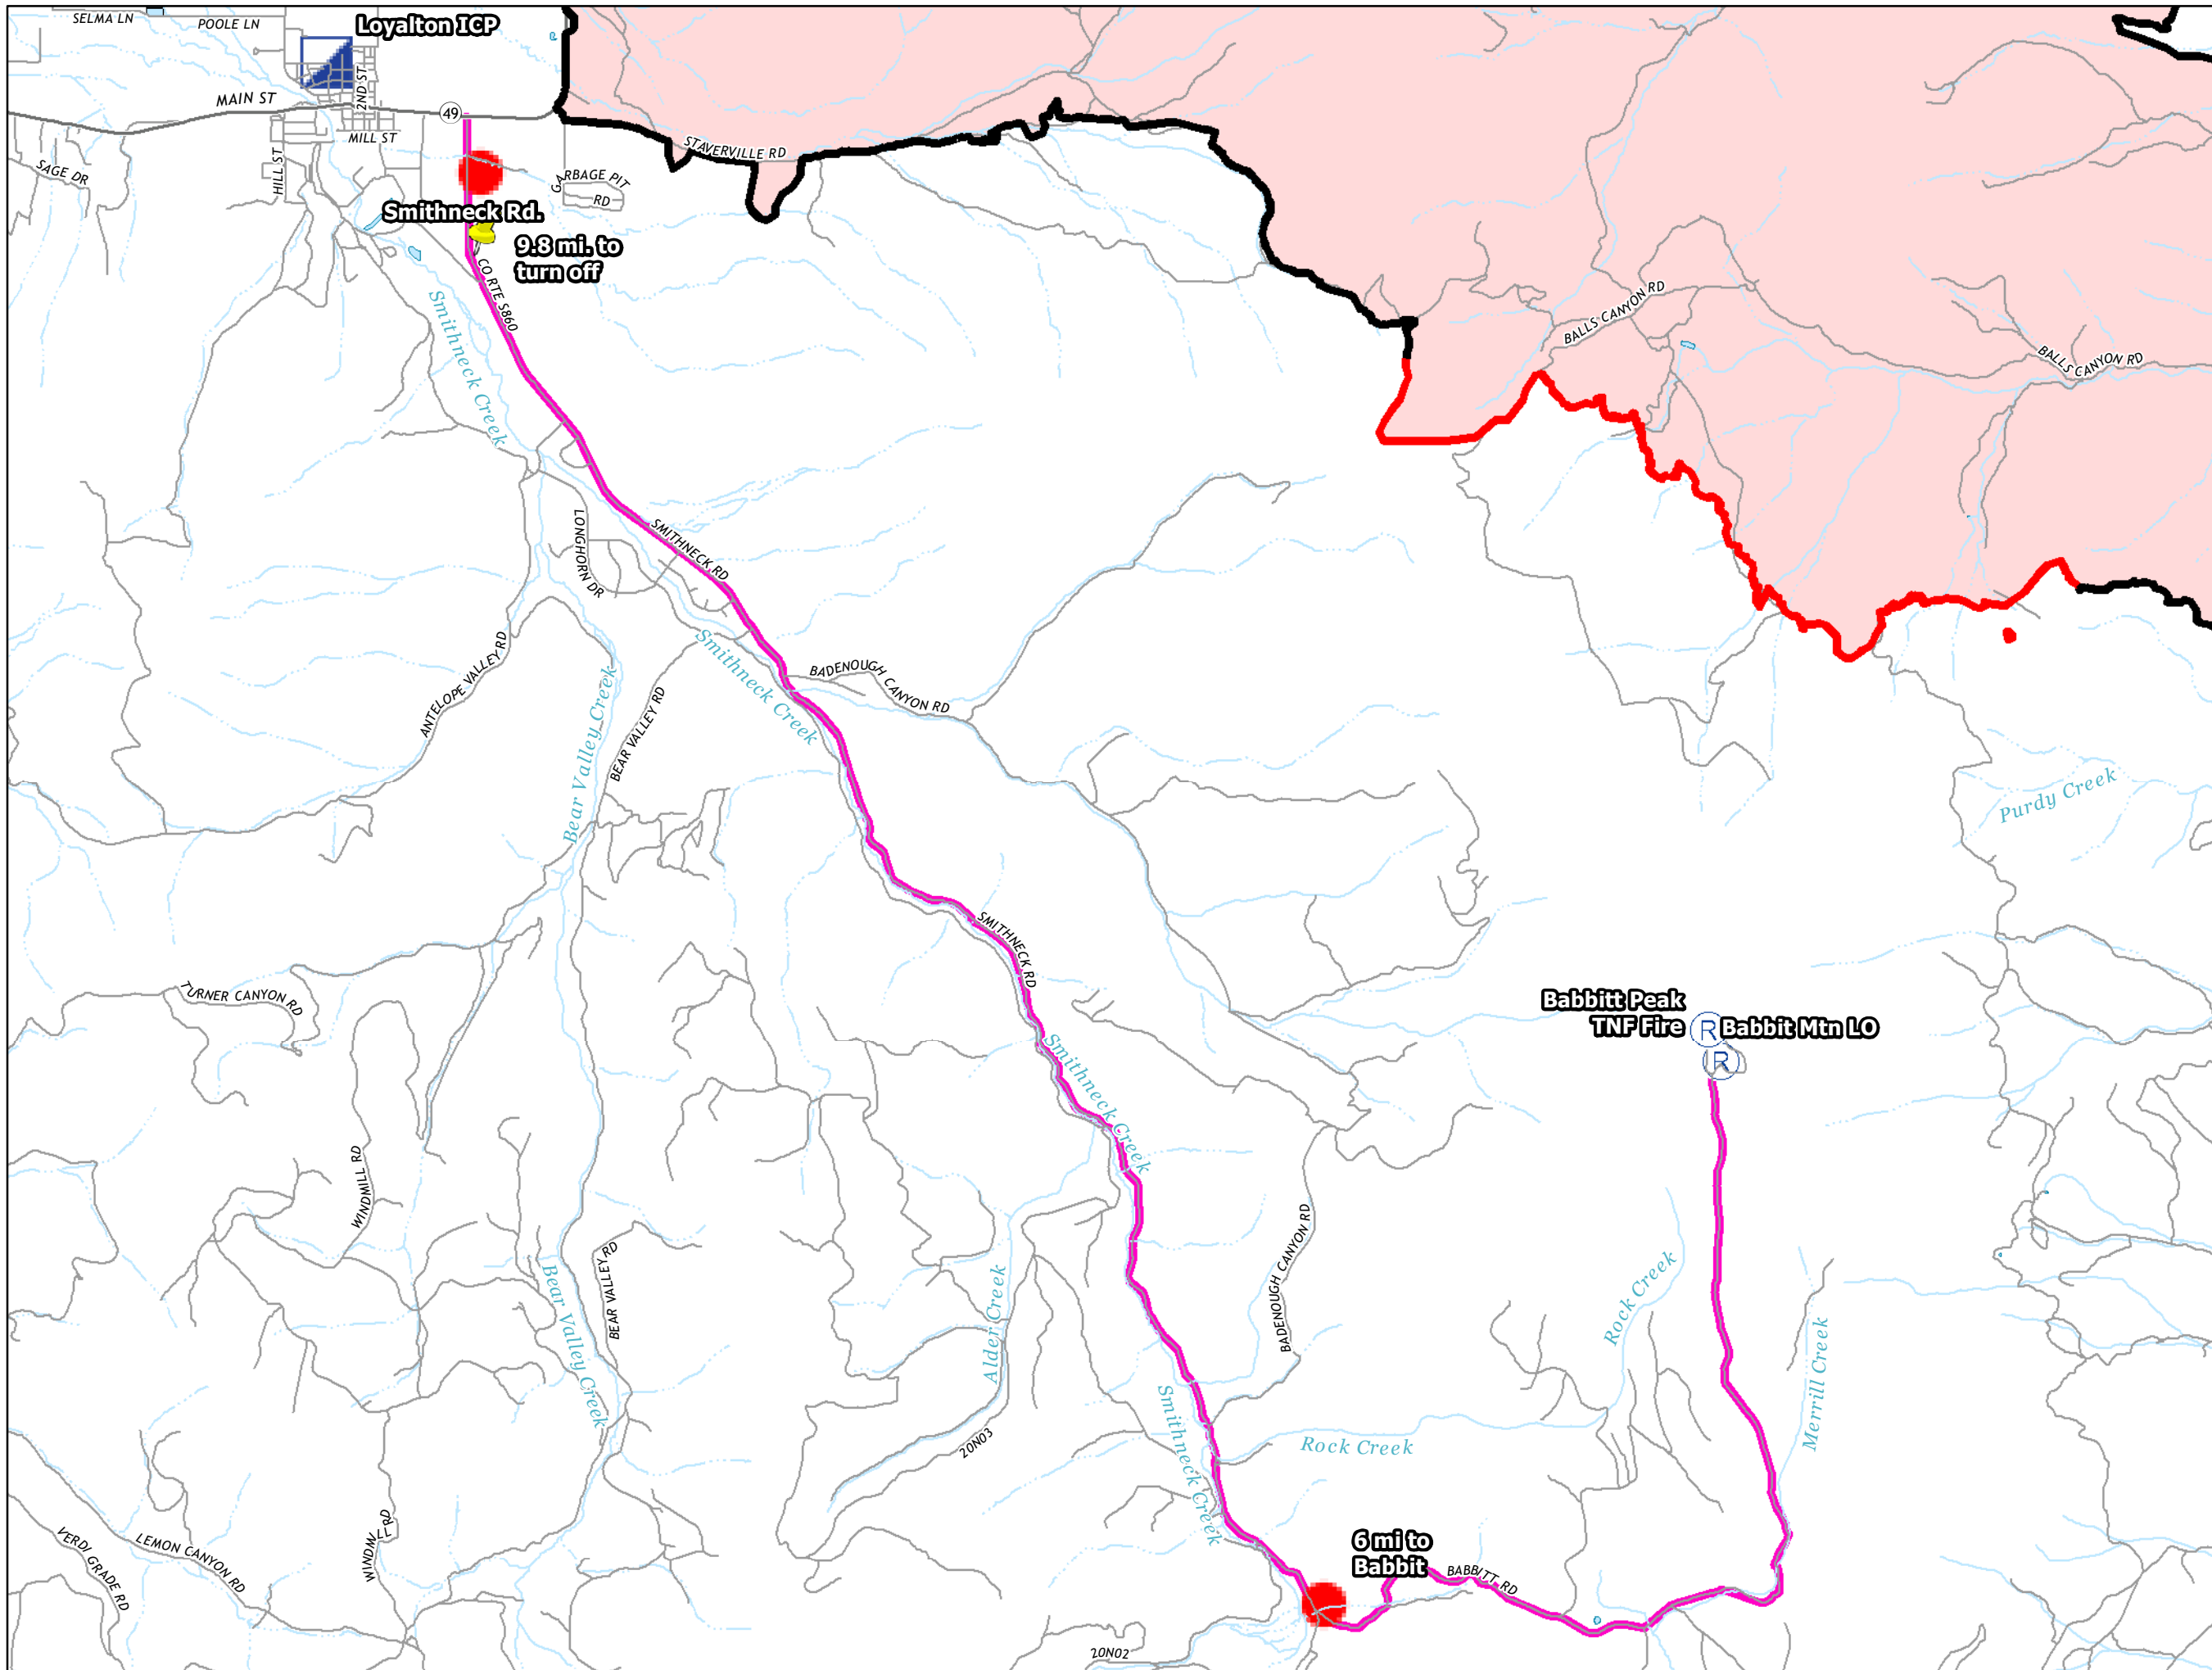 SELMA LN
POOLE LN
Loyalton ICP
2ND ST
MAIN ST
49
MILL ST
HILL ST
SAGE DR
STAVERVILLE RD
GARBAGE PIT
RD
Smithneck Rd.
9.8 mi. to
turn off
CO RTE S860
Smithneck Creek
BALLS CANYON RD
BALLS CANYON RD
LONGHORN DR
SMITHNECK RD
ANTELOPE VALLEY RD
Smithneck Creek
BADENOUGH CANYON RD
Bear Valley Creek
BEAR VALLEY RD
Purdy Creek
SMITHNECK RD
TURNER CANYON RD
Babbitt Peak
TNF Fire
R
Babbit Mtn LO
R
Smithneck Creek
WINDMILL RD
BADENOUGH CANYON RD
BEAR VALLEY RD
Bear Valley Creek
Alder Creek
Rock Creek
Merrill Creek
Smithneck Creek
Rock Creek
20N03
VERDI GRADE RD
LEMON CANYON RD
WINDMILL RD
6 mi to
Babbit
BABBITT RD
20N02